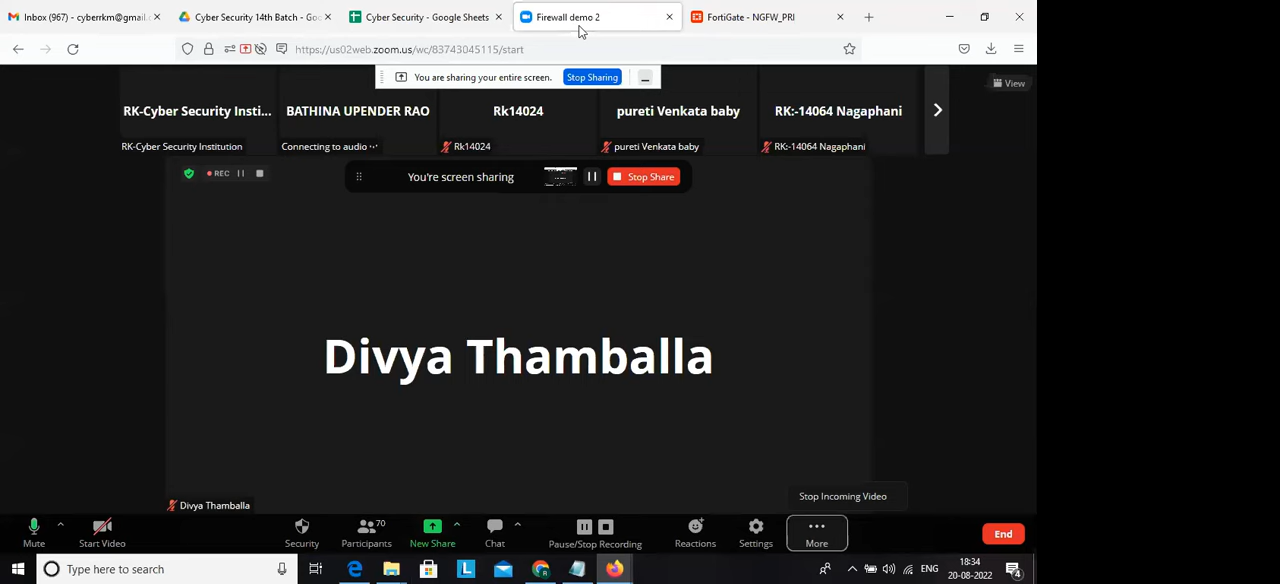 Inbox (967) - cyberrkm@gmail.c
Cyber Security 14th Batch - Goo
Cyber Security - Google Sheets
Firewall demo 2
FortiGate - NGFW_PRI
https://us02web.zoom.us/wc/83743045115/start
You are sharing your entire screen.
Stop Sharing
View
RK-Cyber Security Insti...
BATHINA UPENDER RAO
Rk14024
pureti Venkata baby
RK:-14064 Nagaphani
RK-Cyber Security Institution
Connecting to audio ··
Rk14024
pureti Venkata baby
RK:-14064 Nagaphani
REC
You're screen sharing
Stop Share
Divya Thamballa
Stop Incoming Video
Divya Thamballa
70
Mute
Start Video
Security
Participants
New Share
Chat
Pause/Stop Recording
Reactions
Settings
More
End
Type here to search
ENG
18:34
20-08-2022
4